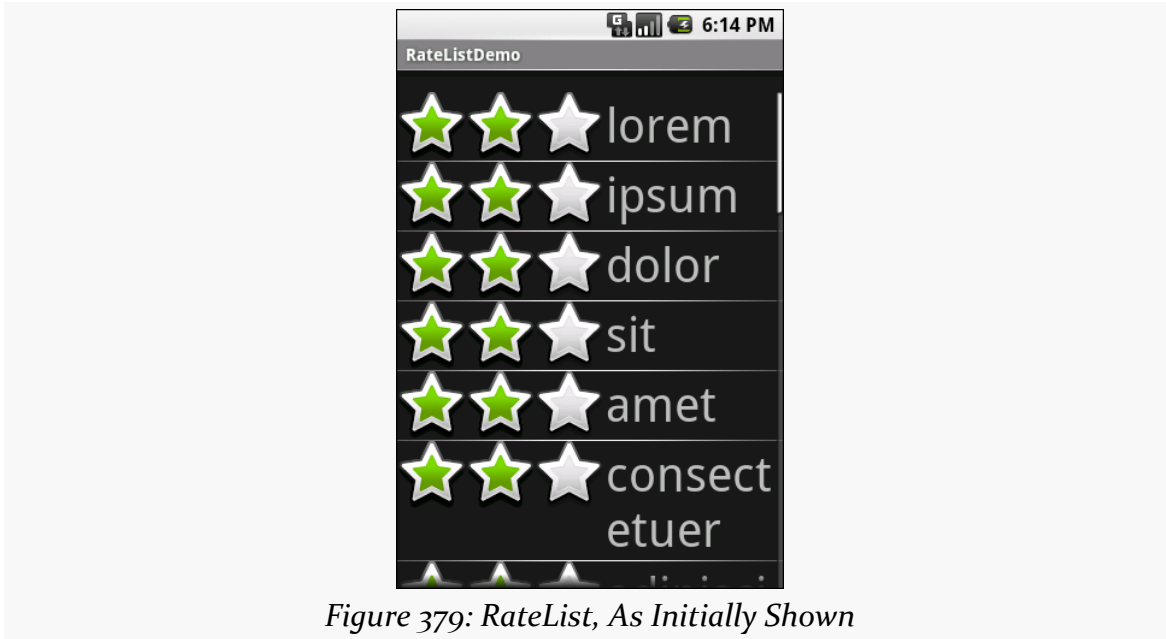 G
6:14 PM
RateListDemo
lorem
ipsum
dolor
sit
amet
consect
etuer
Figure 379: RateList, As Initially Shown